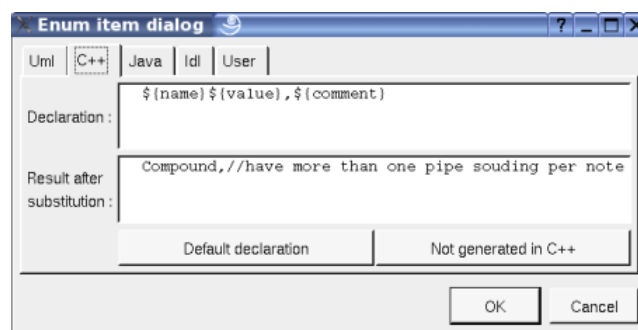 Enum item dialog
?
Uml C++ Java Idl User
Declaration :
${name}${value},${comment}
Result after
substitution :
Compound,//have more than one pipe souding per note
Default declaration Not generated in C++
OK Cancel